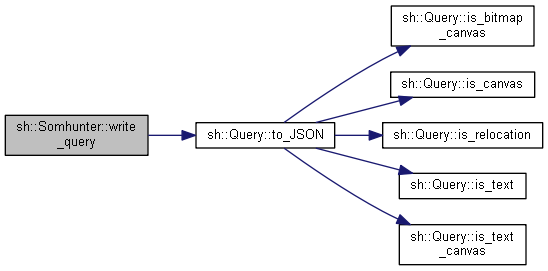 sh::Somhunter::write
_query
sh::Query::to_JSON
sh::Query::is_bitmap
_canvas
sh::Query::is_canvas
sh::Query::is_relocation
sh::Query::is_text
sh::Query::is_text
_canvas